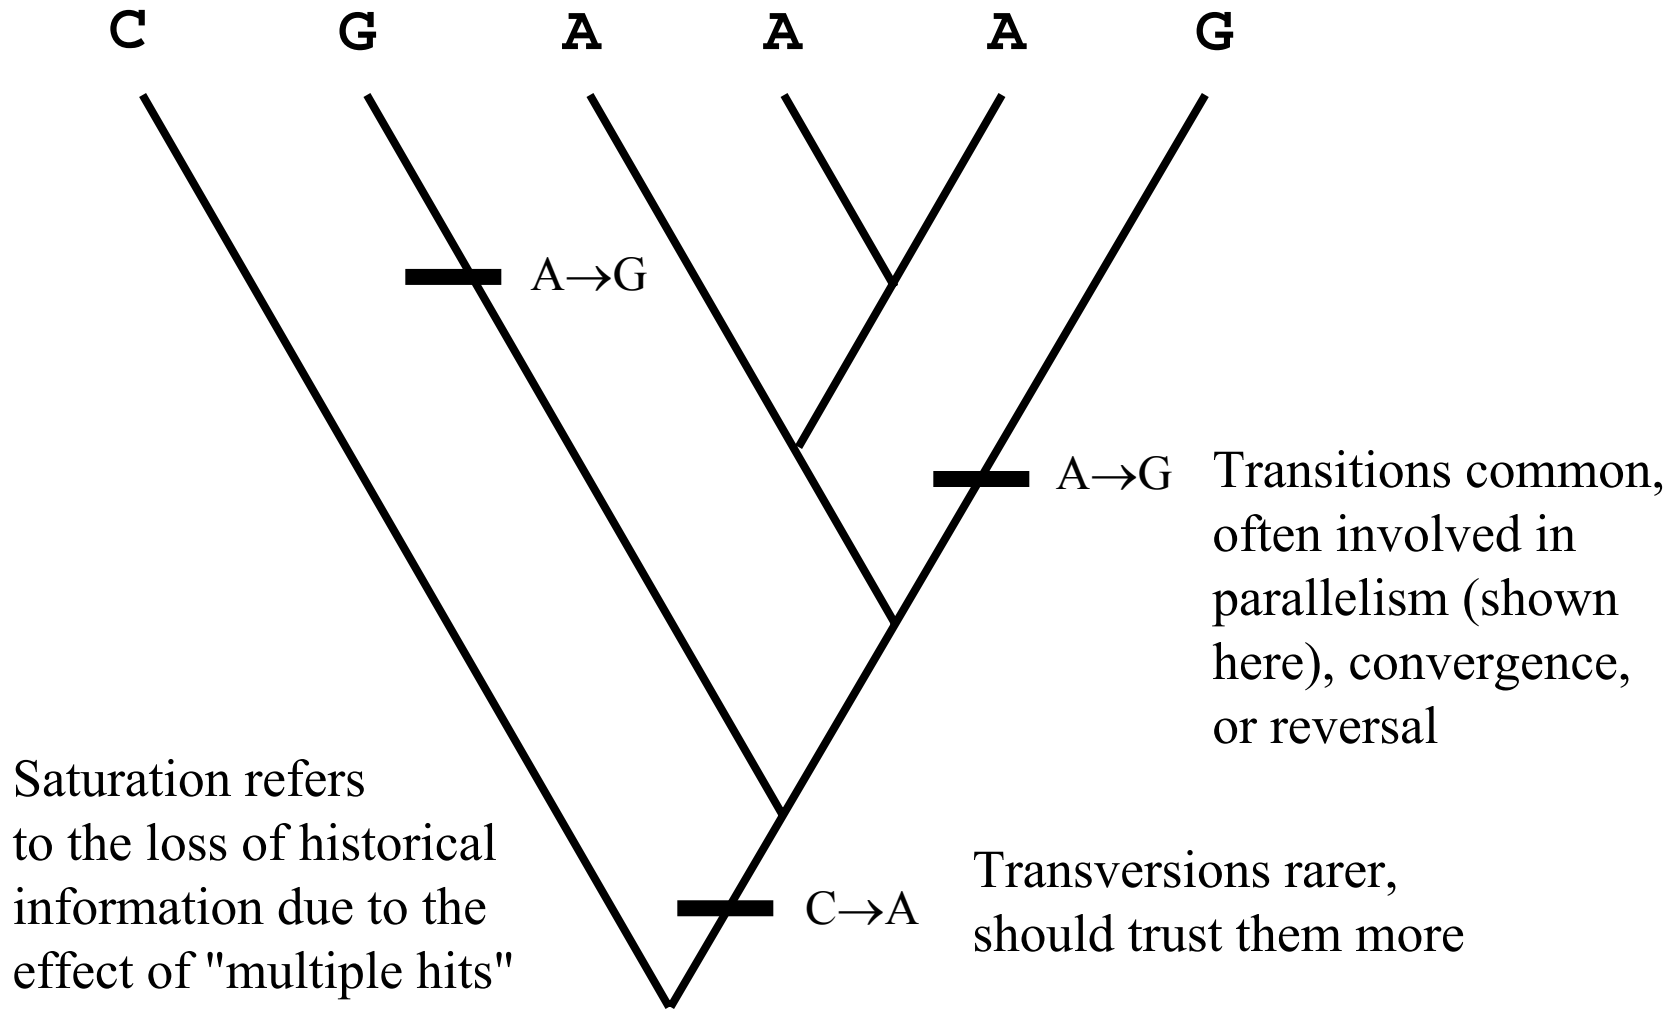 C G A A A G
A→G
A→G
Transitions common,
often involved in
parallelism (shown
here), convergence,
or reversal
Saturation refers
to the loss of historical
information due to the
effect of "multiple hits"
C→A
Transversions rarer,
should trust them more